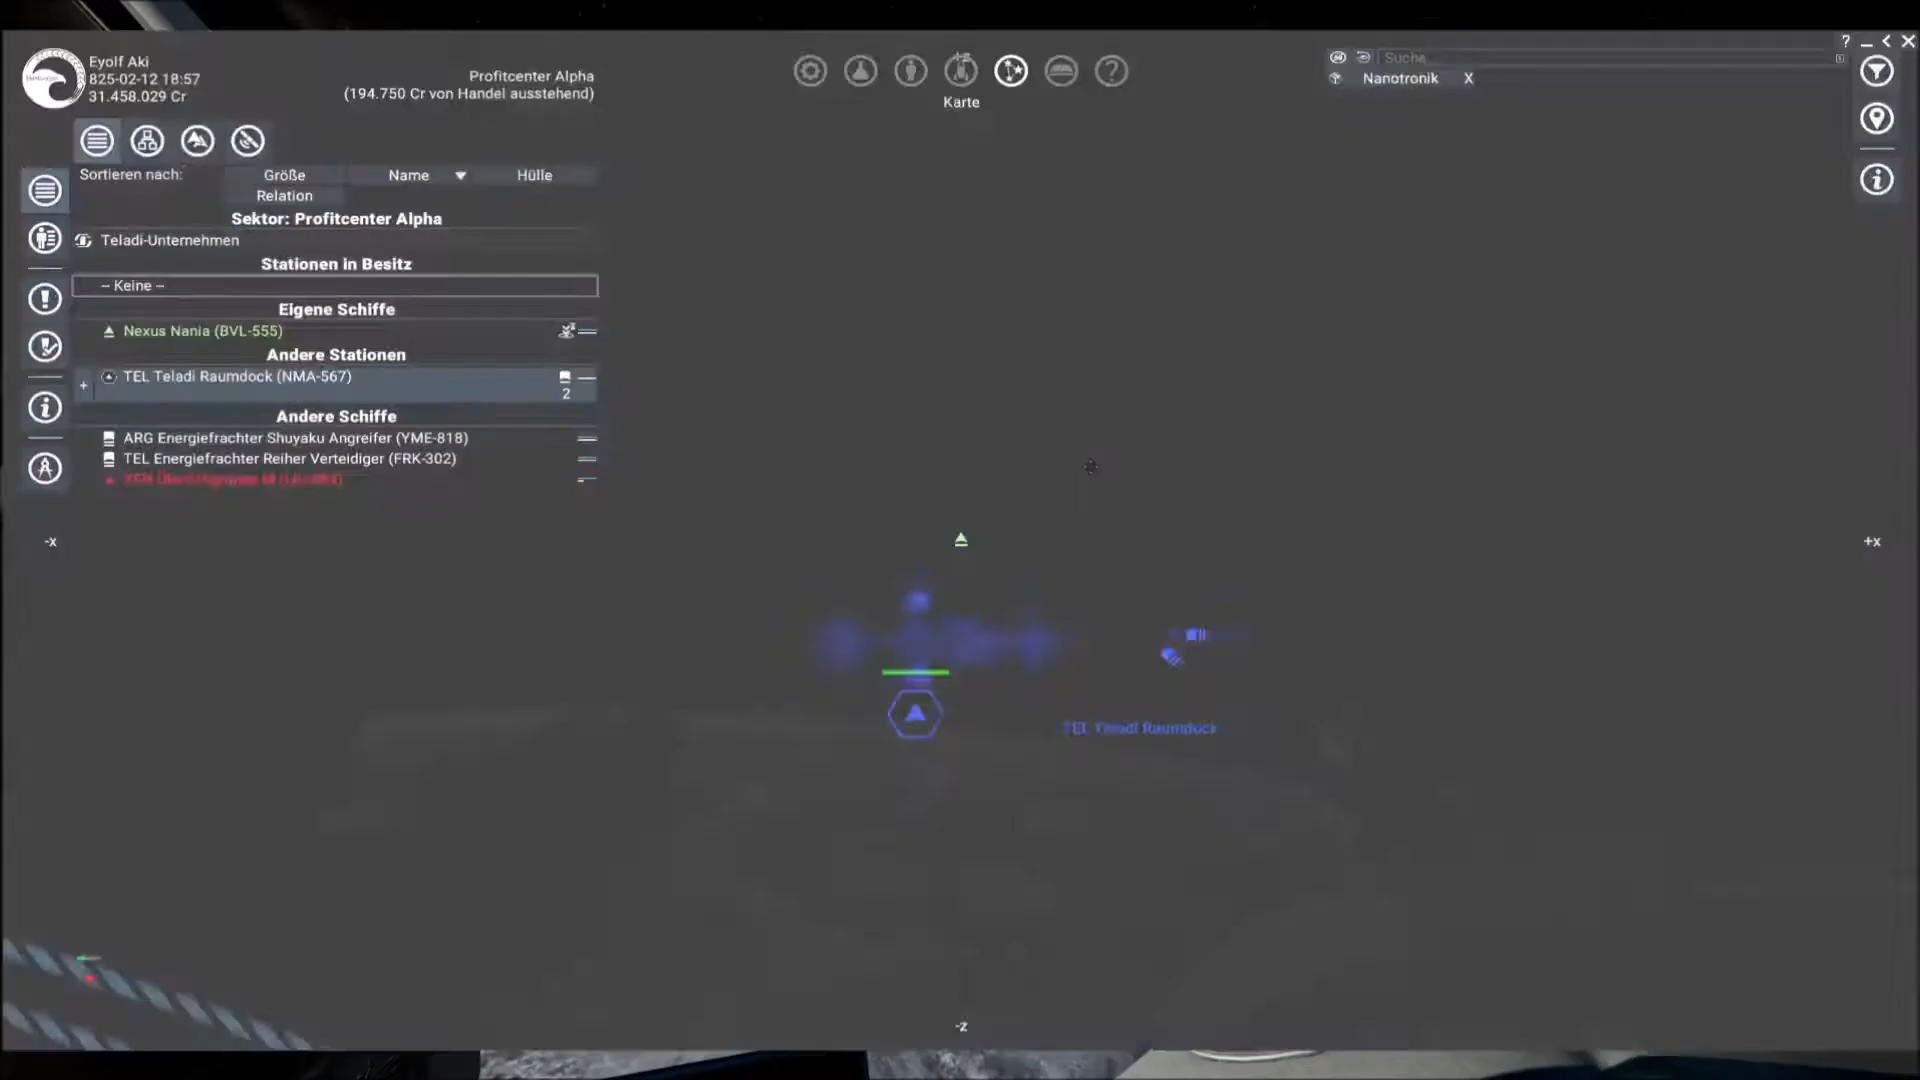 Eyolf Aki
825-02-12 18:57
31.458.029 Cr
Profitcenter Alpha
(194.750 Cr von Handel ausstehend)
Karte
Suche
Nanotronik X
?
Sortieren nach:
Größe
Name
Hülle
Relation
Sektor: Profitcenter Alpha
Teladi-Unternehmen
Stationen in Besitz
-- Keine --
Eigene Schiffe
Nexus Nania (BVL-555)
Andere Stationen
+
TEL Teladi Raumdock (NMA-567)
2
Andere Schiffe
ARG Energiefrachter Shuyaku Angreifer (YME-818)
TEL Energiefrachter Reiher Verteidiger (FRK-302)
-x
+x
TEL Teladi Raumdock
-z